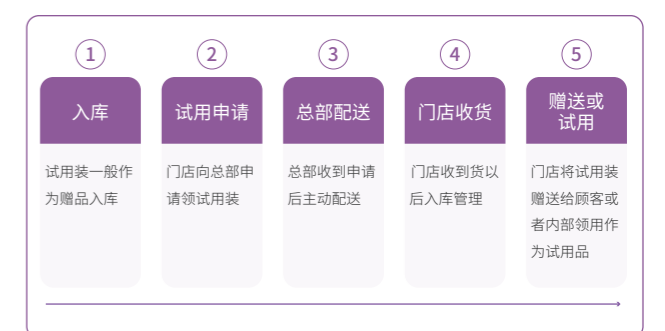 1
入库
试用装一般作
为赠品入库
2
试用申请
门店向总部申
请领试用装
3
总部配送
总部收到申请
后主动配送
4
门店收货
门店收到货以
后入库管理
5
赠送或
试用
门店将试用装
赠送给顾客或
者内部领用作
为试用品